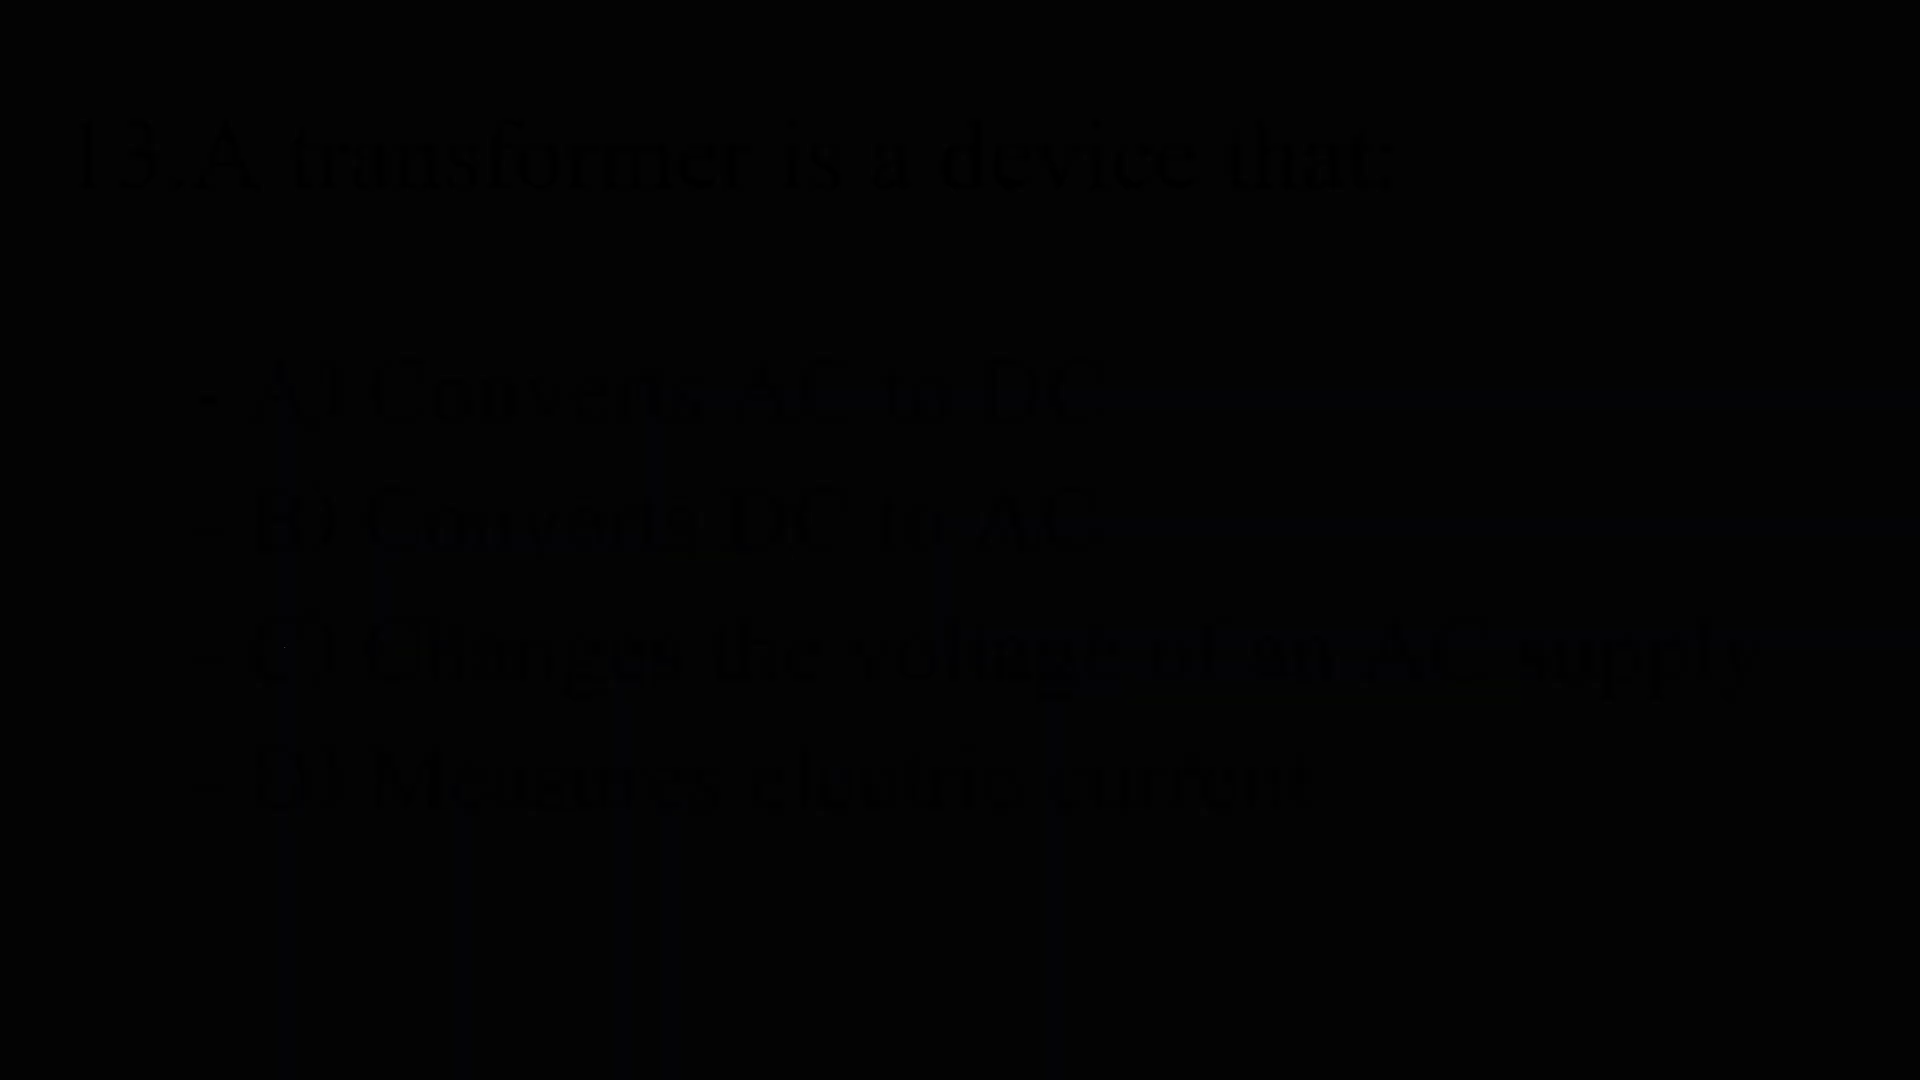 13.A transformer is a device that:
- A) Converts AC to DC
- B) Converts DC to AC
- C) Changes the voltage of an AC supply
- D) Measures electric current